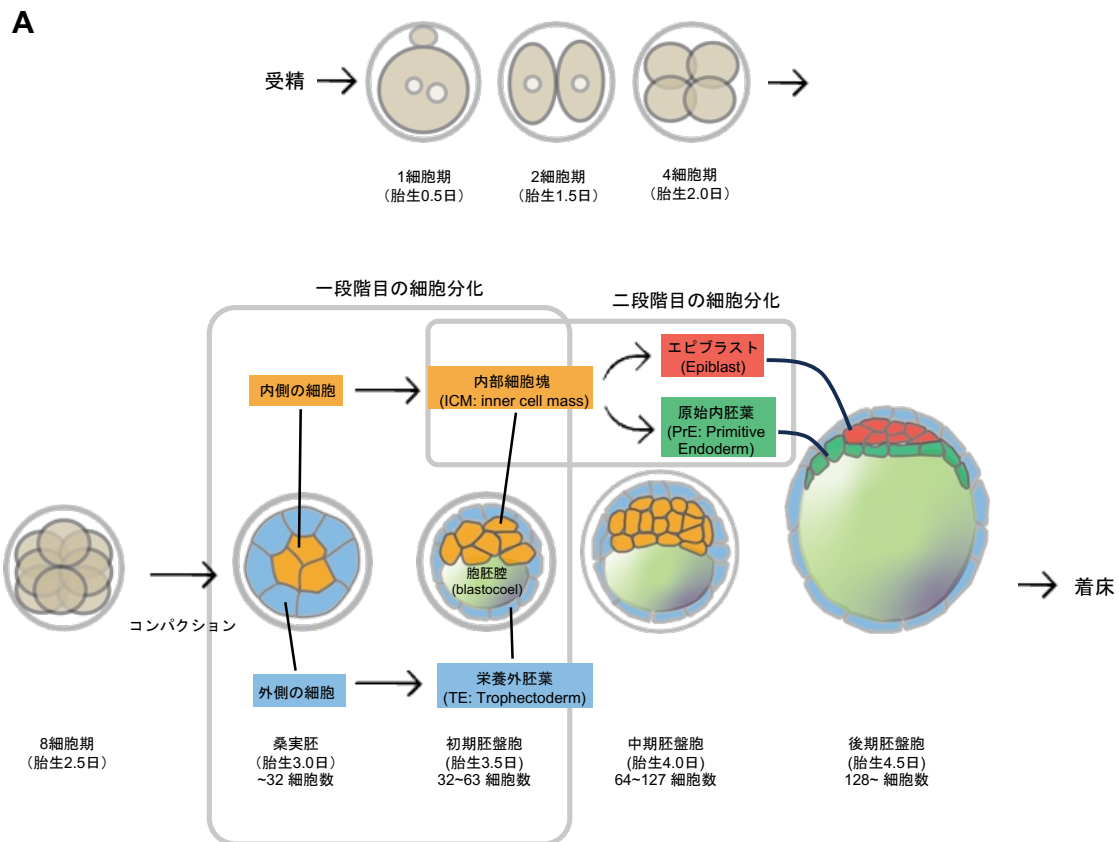 A
受精
1細胞期
（胎生0.5日）
2細胞期
（胎生1.5日）
4細胞期
（胎生2.0日）
一段階目の細胞分化
二段階目の細胞分化
内側の細胞
内部細胞塊
(ICM: inner cell mass)
エピブラスト
(Epiblast)
原始内胚葉
(PrE: Primitive
Endoderm)
胞胚腔
(blastocoel)
コンパクション
着床
外側の細胞
栄養外胚葉
(TE: Trophectoderm)
8細胞期
（胎生2.5日）
桑実胚
（胎生3.0日）
~32 細胞数
初期胚盤胞
(胎生3.5日)
32~63 細胞数
中期胚盤胞
(胎生4.0日)
64~127 細胞数
後期胚盤胞
(胎生4.5日)
128~ 細胞数